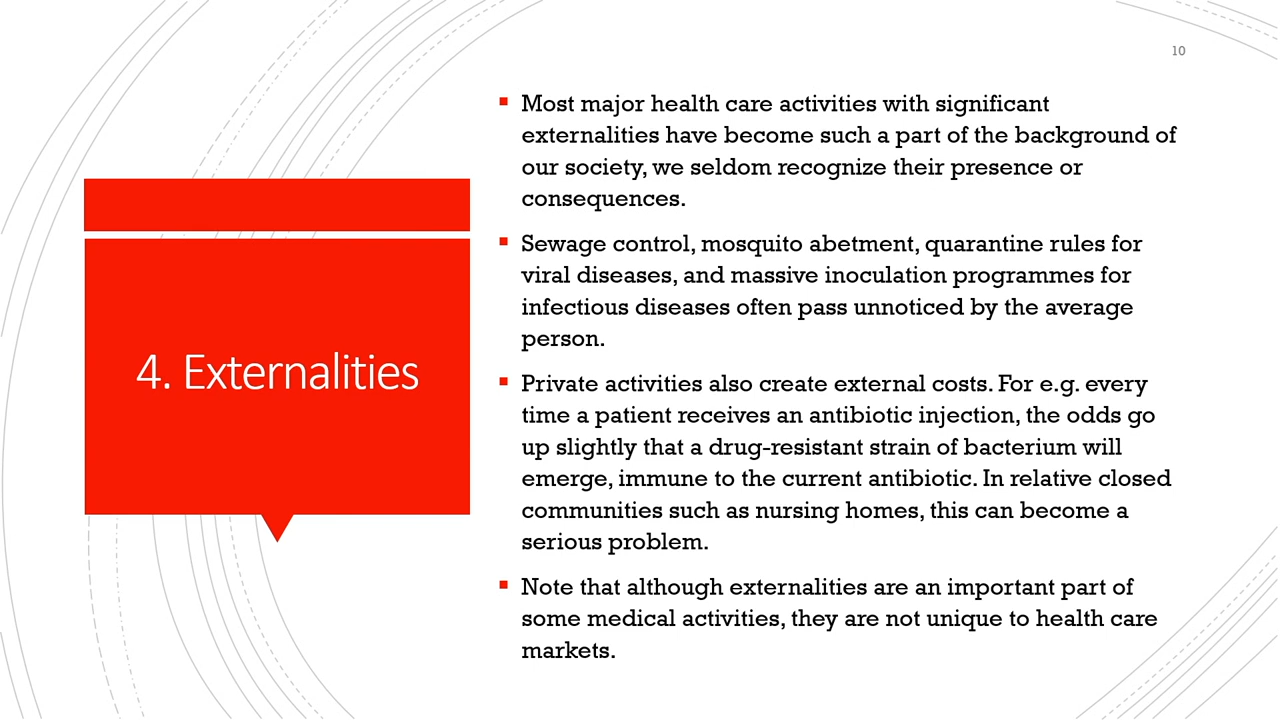 10
4. Externalities
▪ Most major health care activities with significant
externalities have become such a part of the background of
our society, we seldom recognize their presence or
consequences.
▪ Sewage control, mosquito abetment, quarantine rules for
viral diseases, and massive inoculation programmes for
infectious diseases often pass unnoticed by the average
person.
▪ Private activities also create external costs. For e.g. every
time a patient receives an antibiotic injection, the odds go
up slightly that a drug-resistant strain of bacterium will
emerge, immune to the current antibiotic. In relative closed
communities such as nursing homes, this can become a
serious problem.
▪ Note that although externalities are an important part of
some medical activities, they are not unique to health care
markets.